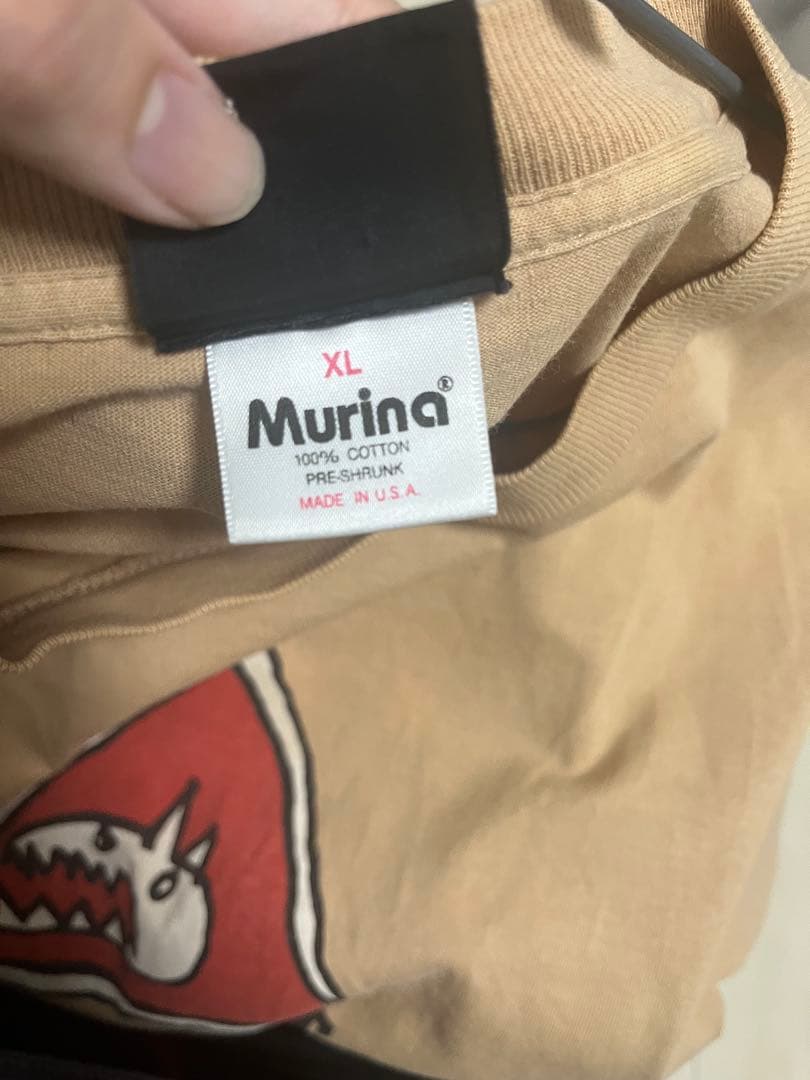 XL
Murina®
100% COTTON
PRE-SHRUNK
MADE IN U.S.A.